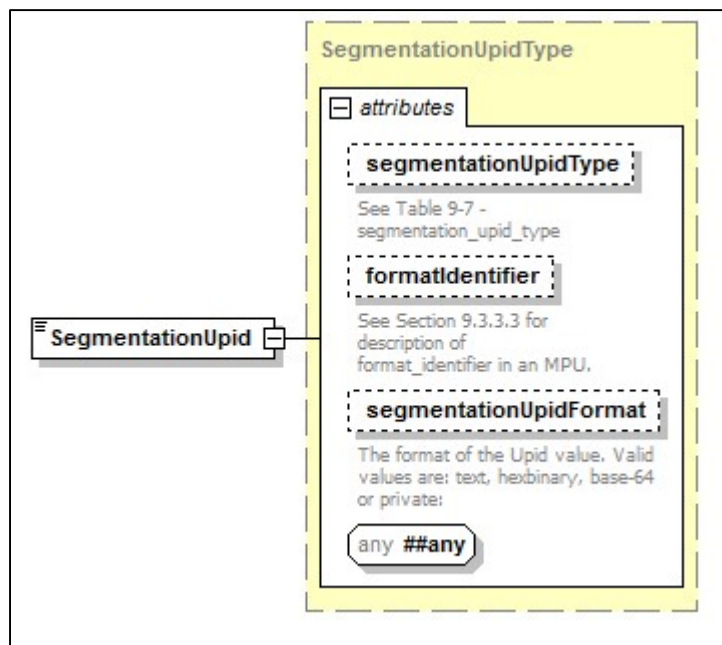 SegmentationUpidType
attributes
segmentationUpidType
See Table 9-7 -
segmentation_upid_type
formatIdentifier
See Section 9.3.3.3 for
description of
format_identifier in an MPU.
SegmentationUpid
segmentationUpidFormat
The format of the Upid value. Valid
values are: text, hexbinary, base-64
or private:
any ##any